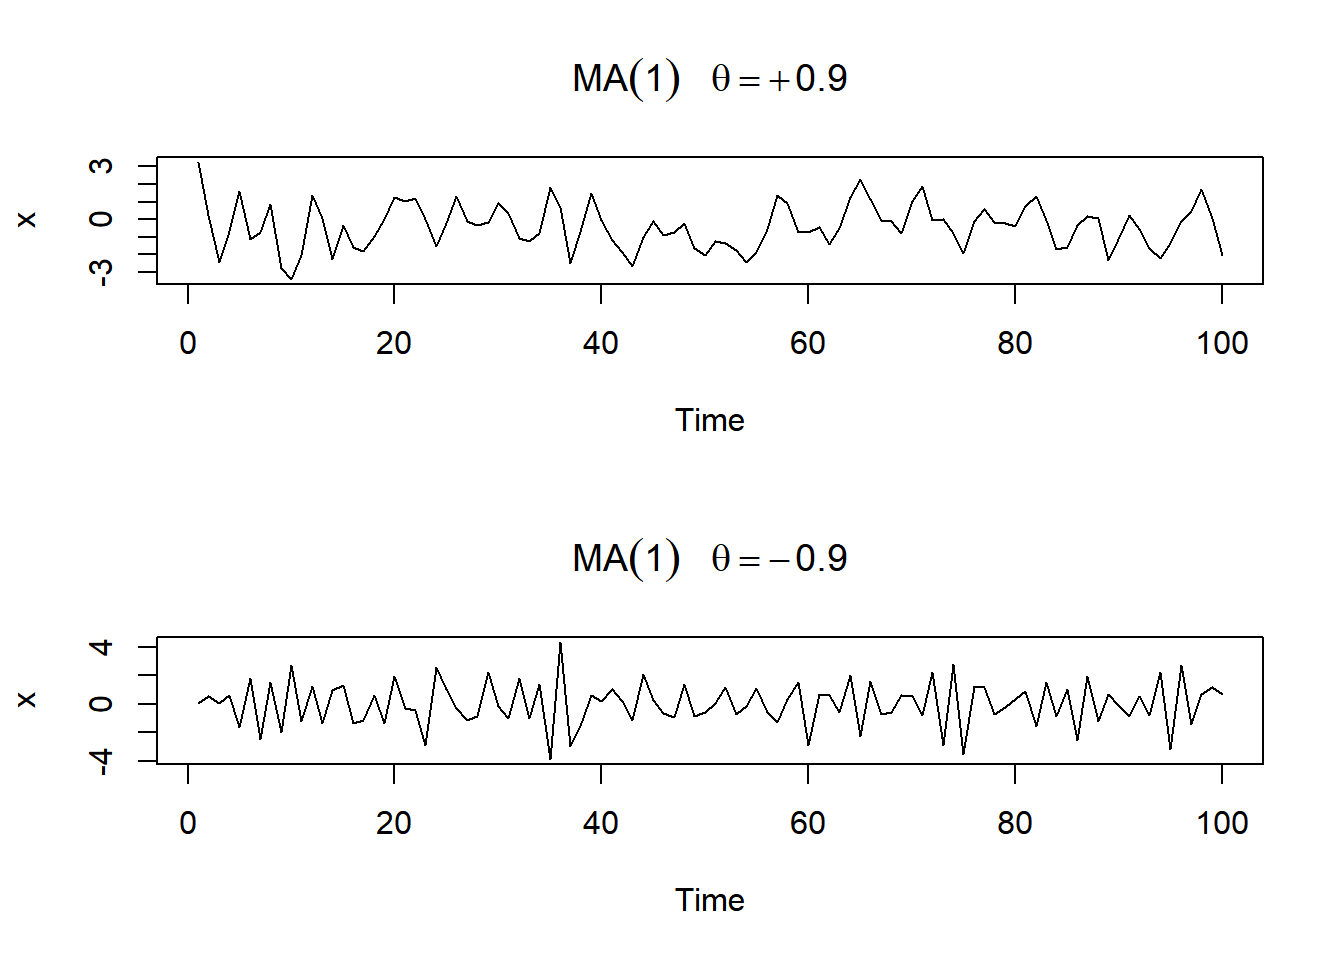 MA(1) θ = +0.9
x
3
0
-3
0 20 40 60 80 100
Time
MA(1) θ = −0.9
x
4
0
-4
0 20 40 60 80 100
Time